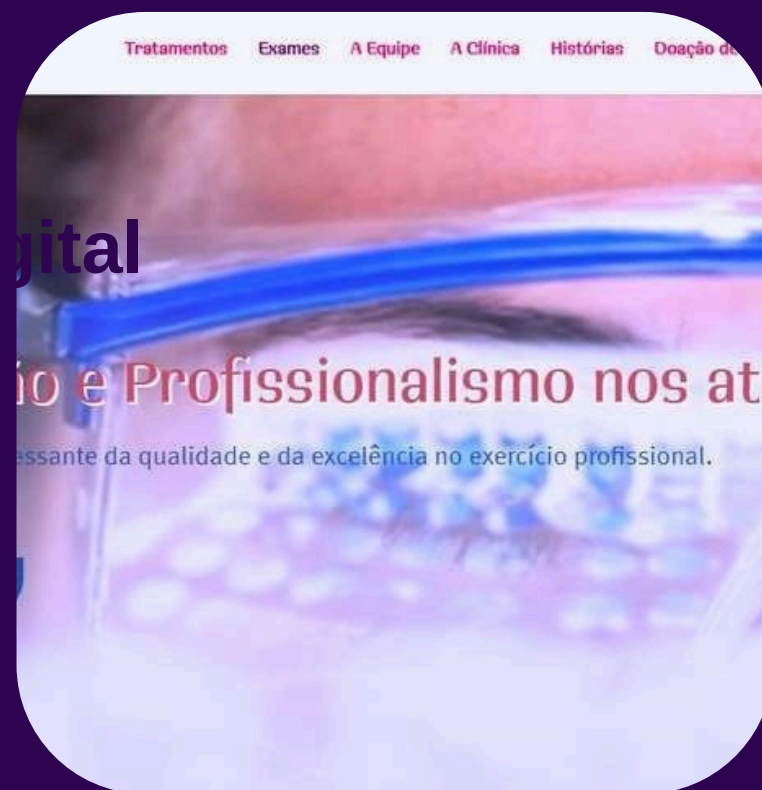 Tratamentos Exames A Equipe A Clínica Histórias Doação de
gital
ão e Profissionalismo nos at
essante da qualidade e da excelência no exercício profissional.